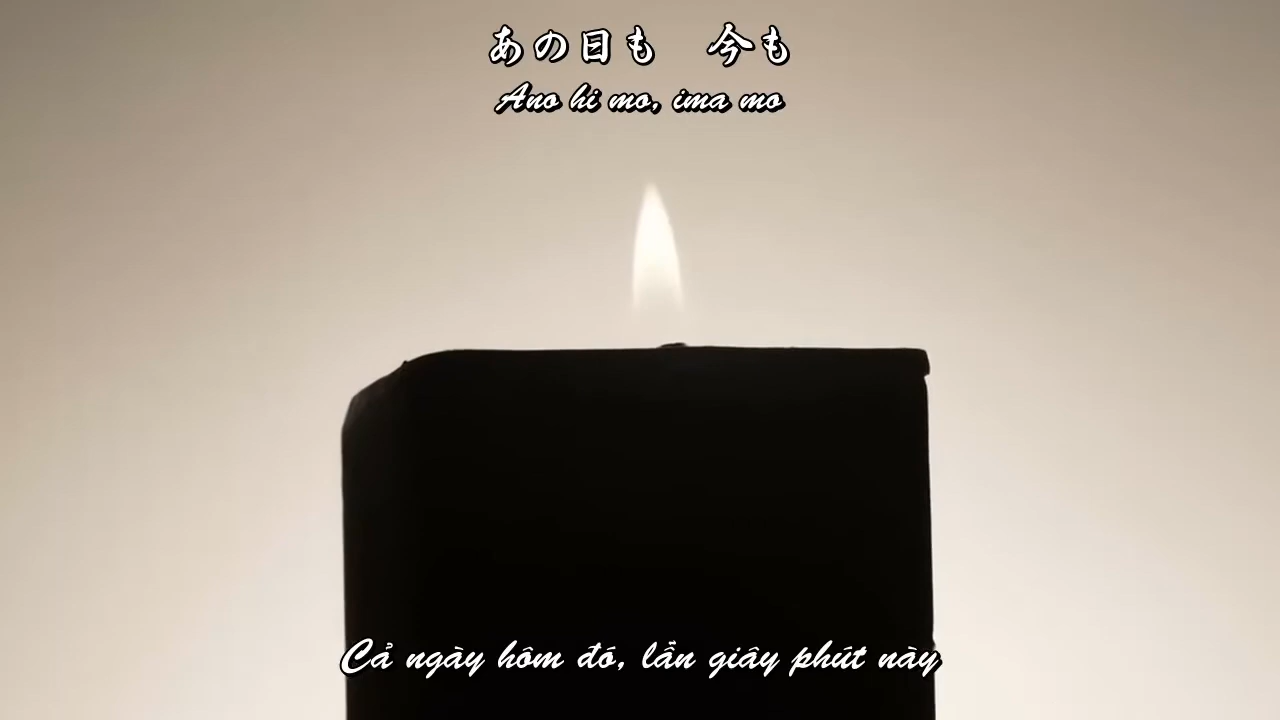 あの日も　今も
Ano hi mo, ima mo
Cả ngày hôm đó, lẫn giây phút này